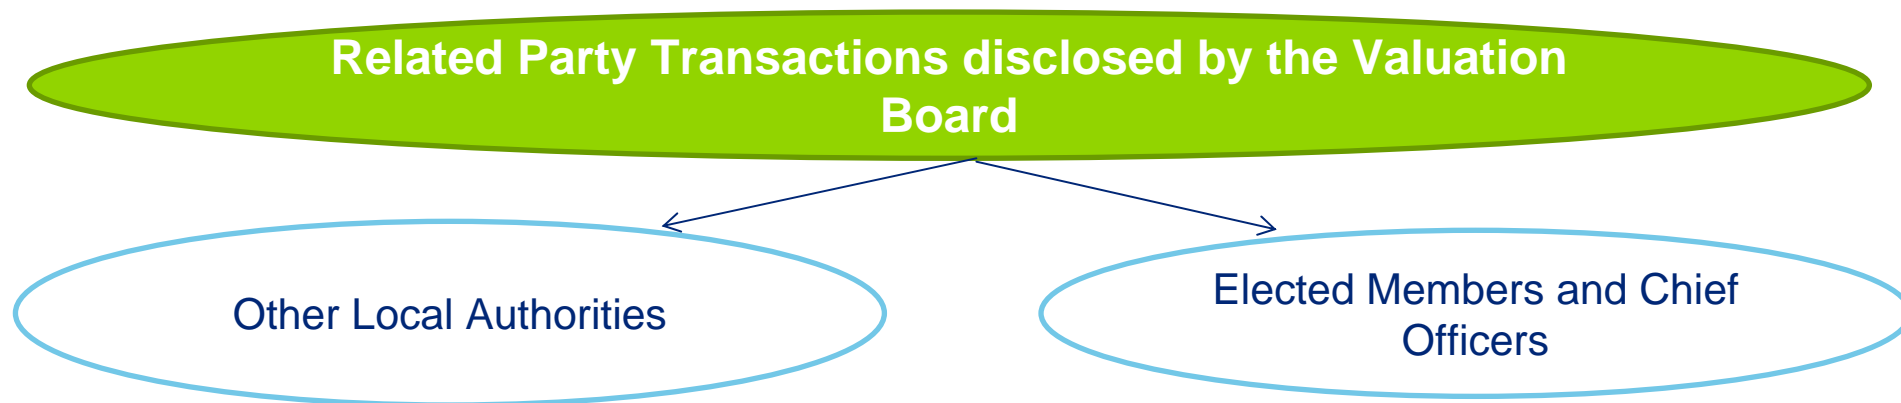 Related Party Transactions disclosed by the Valuation
Board
Other Local Authorities
Elected Members and Chief
Officers